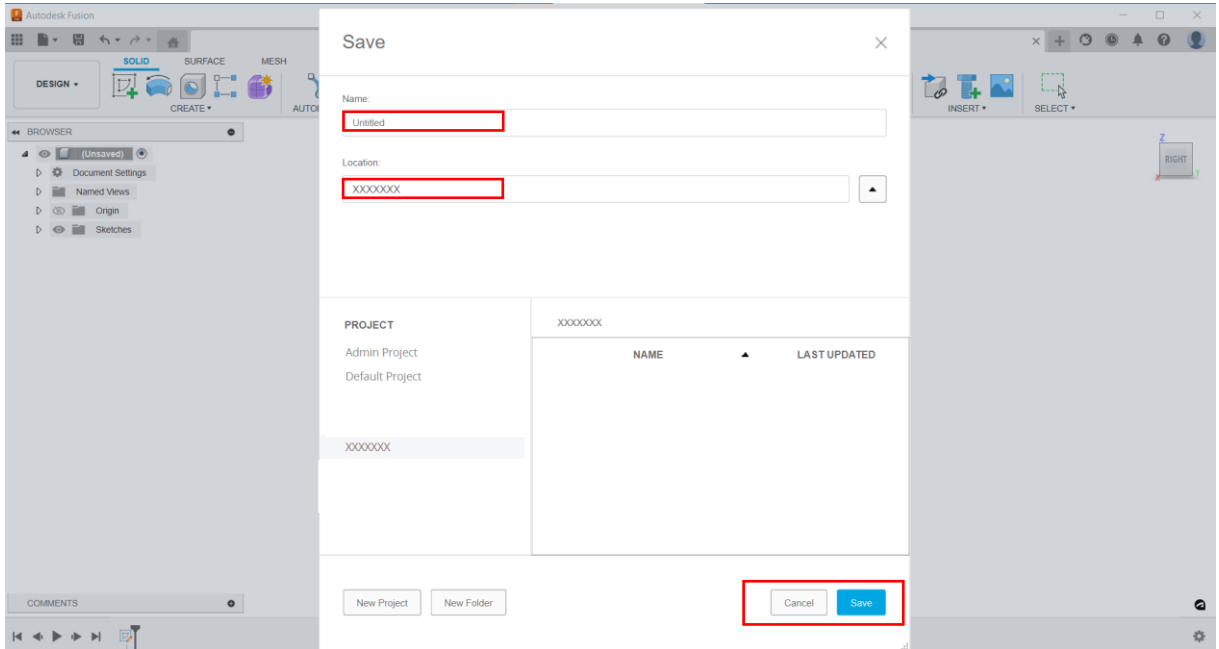 Autodesk Fusion
Save
SOLID SURFACE MESH
DESIGN
CREATE
INSERT
SELECT
Name:
Untitled
BROWSER
(Unsaved)
Document Settings
Named Views
Origin
Sketches
Location:
XXXXXXX
Z
RIGHT
X
Y
PROJECT
Admin Project
Default Project
XXXXXXX
XXXXXXX
NAME LAST UPDATED
New Project New Folder Cancel Save
COMMENTS